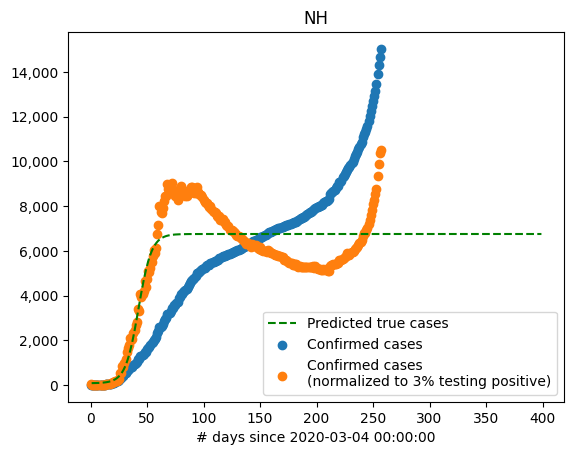 NH
14,000
12,000
10,000
8,000
6,000
4,000
2,000
0
Predicted true cases
Confirmed cases
Confirmed cases
(normalized to 3% testing positive)
0 50 100 150 200 250 300 350 400
# days since 2020-03-04 00:00:00